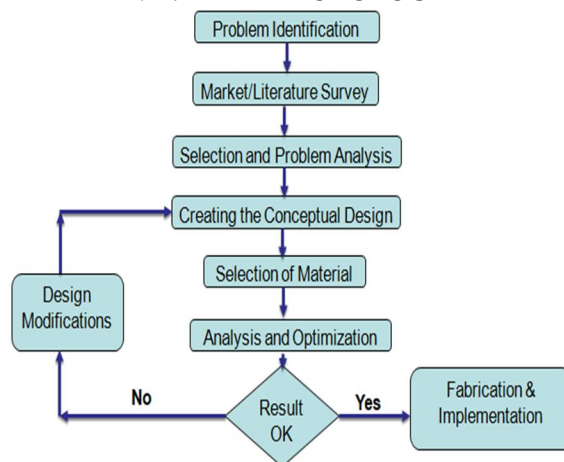 Problem Identification
Market/Literature Survey
Selection and Problem Analysis
Creating the Conceptual Design
Selection of Material
Design
Modifications
Analysis and Optimization
No
Result
OK
Yes
Fabrication &
Implementation